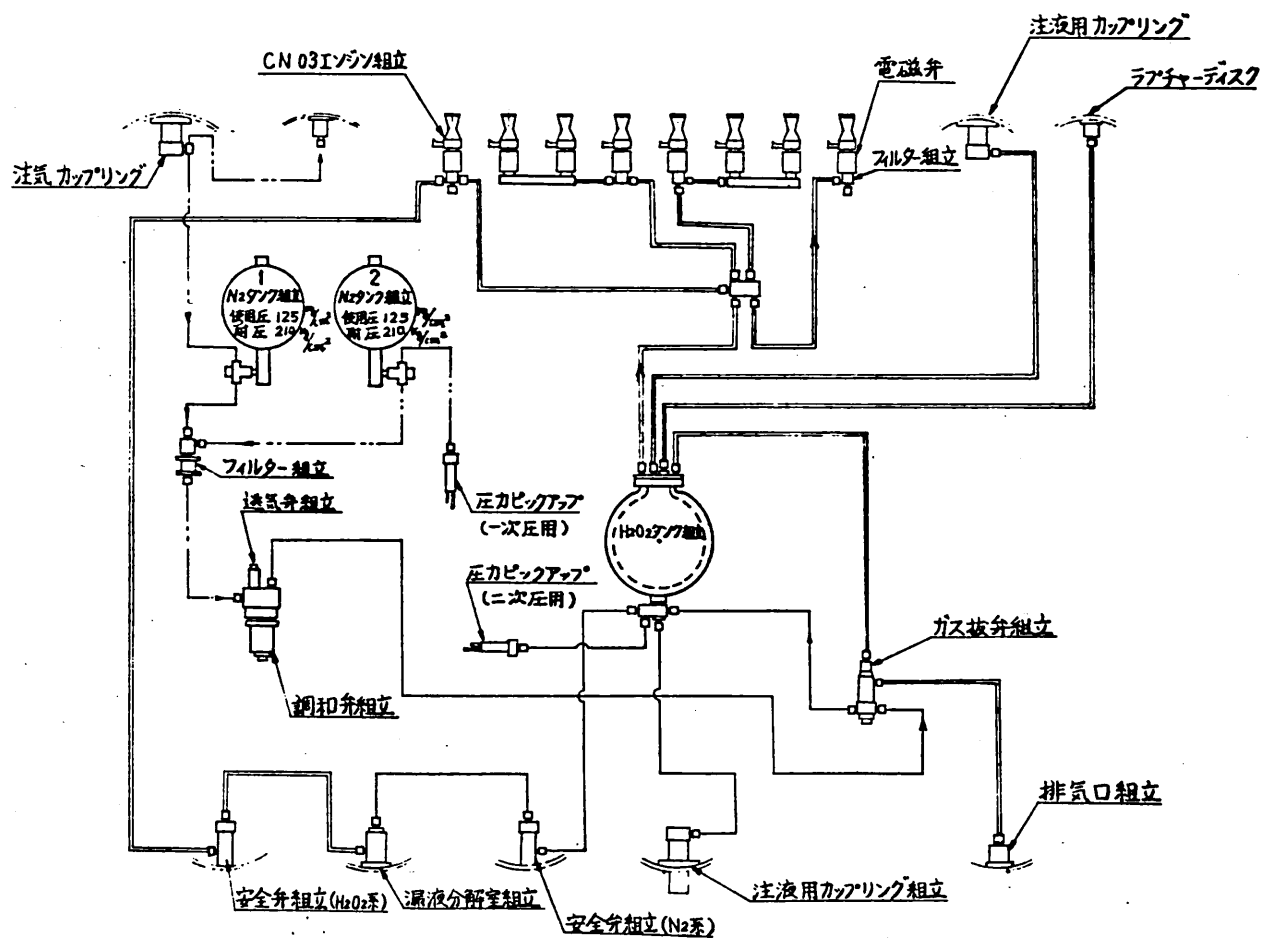 注液用カップリング
CN 03エンジン組立
電磁弁
ラプチャーディスク
注気カップリング
フィルター組立
1
N2タンク組立
使用圧 125 kg/cm²
耐圧 210 kg/cm²
2
N2タンク組立
使用圧 125 kg/cm²
耐圧 210 kg/cm²
フィルター組立
送気弁組立
圧力ピックアップ
(一次圧用)
H2O2タンク組立
圧力ピックアップ
(二次圧用)
ガス抜弁組立
調和弁組立
排気口組立
安全弁組立(H2O2系)
漏液分解室組立
注液用カップリング組立
安全弁組立(N2系)